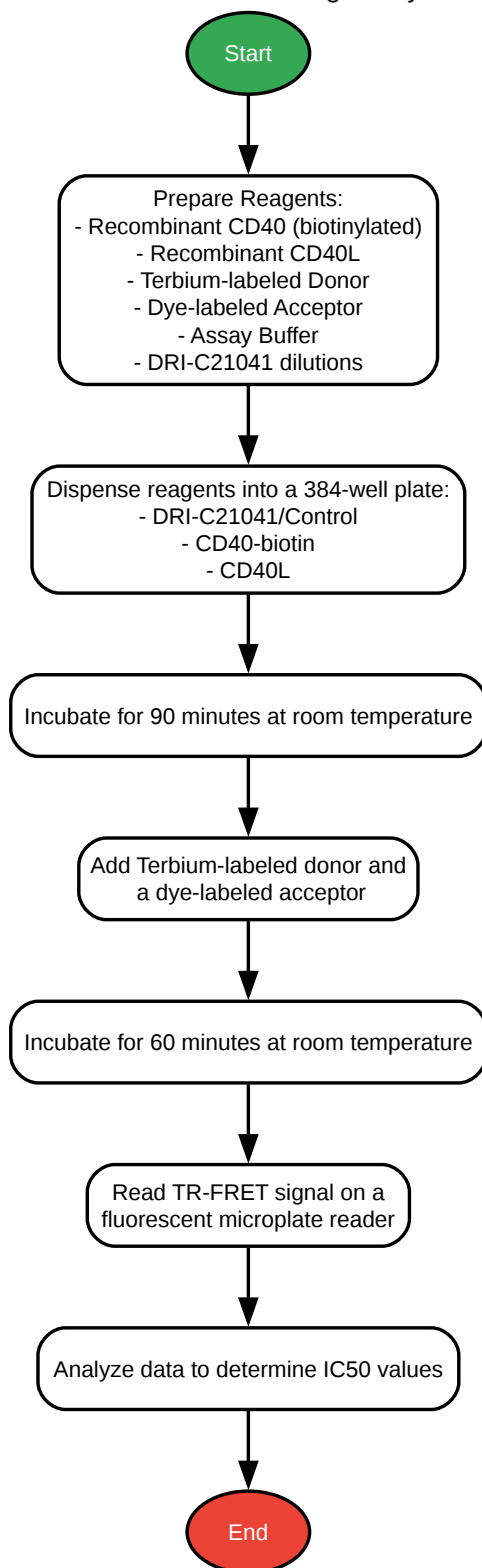 Start
Prepare Reagents:
- Recombinant CD40 (biotinylated)
- Recombinant CD40L
- Terbium-labeled Donor
- Dye-labeled Acceptor
- Assay Buffer
- DRI-C21041 dilutions
Dispense reagents into a 384-well plate:
- DRI-C21041/Control
- CD40-biotin
- CD40L
Incubate for 90 minutes at room temperature
Add Terbium-labeled donor and
a dye-labeled acceptor
Incubate for 60 minutes at room temperature
Read TR-FRET signal on a
fluorescent microplate reader
Analyze data to determine IC50 values
End